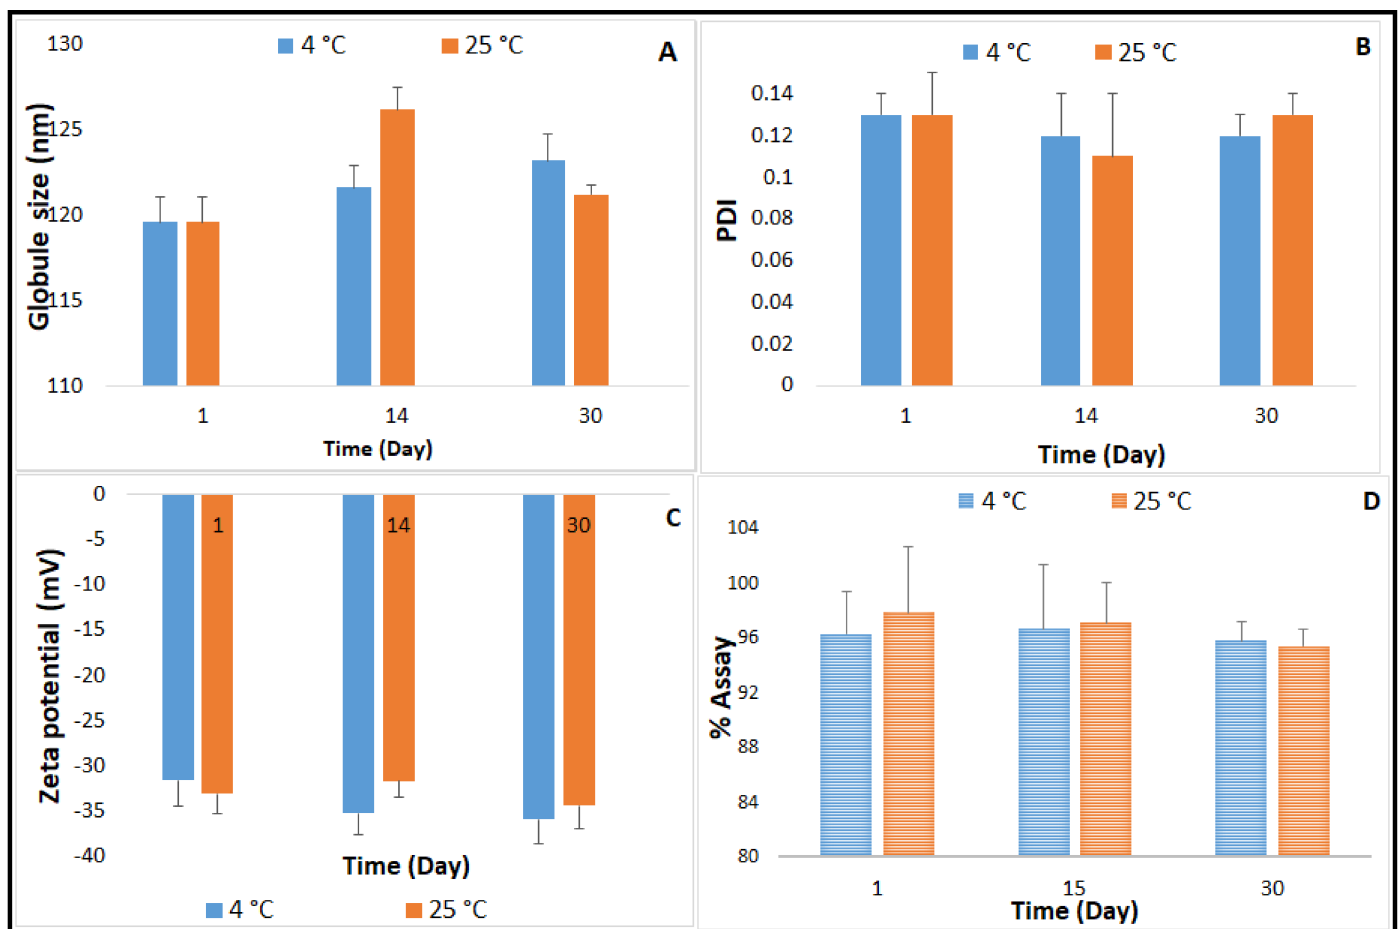 130
4 °C
25 °C
A
125
120
115
110
Globule size (nm)
1
14
30
Time (Day)
4 °C
25 °C
B
0.14
0.12
0.1
0.08
0.06
0.04
0.02
0
PDI
1
14
30
Time (Day)
0
-5
-10
-15
-20
-25
-30
-35
-40
Zeta potential (mV)
1
14
30
C
Time (Day)
4 °C
25 °C
4 °C
25 °C
D
104
100
96
92
88
84
80
% Assay
1
15
30
Time (Day)